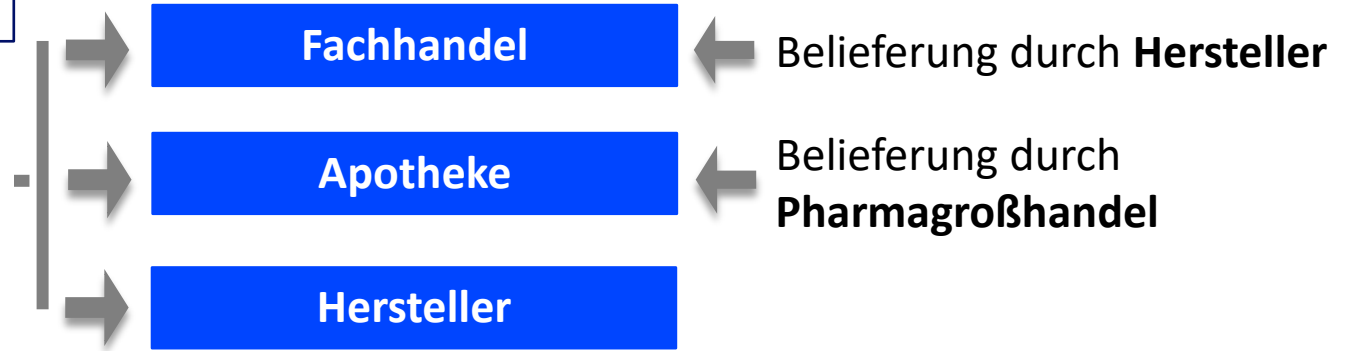 Fachhandel
Belieferung durch Hersteller
Apotheke
Belieferung durch
Pharmagroßhandel
Hersteller